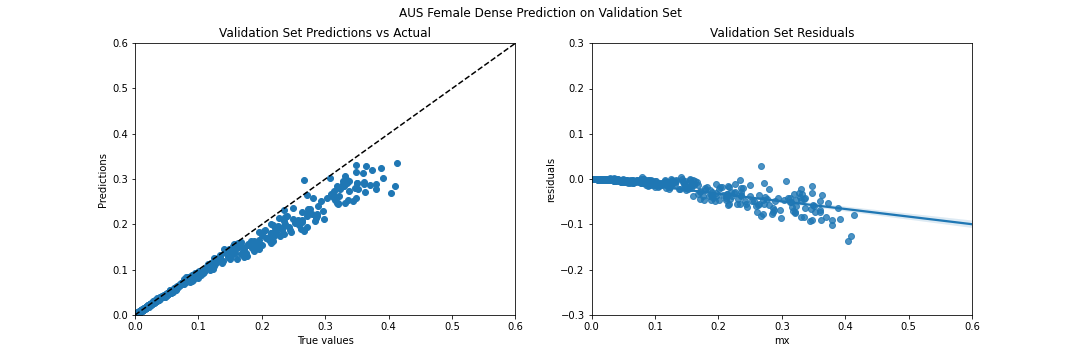 AUS Female Dense Prediction on Validation Set
Validation Set Predictions vs Actual
0.6
0.5
0.4
0.3
0.2
0.1
0.0
Predictions
0.0 0.1 0.2 0.3 0.4 0.5 0.6
True values
Validation Set Residuals
0.3
0.2
0.1
0.0
−0.1
−0.2
−0.3
residuals
0.0 0.1 0.2 0.3 0.4 0.5 0.6
mx